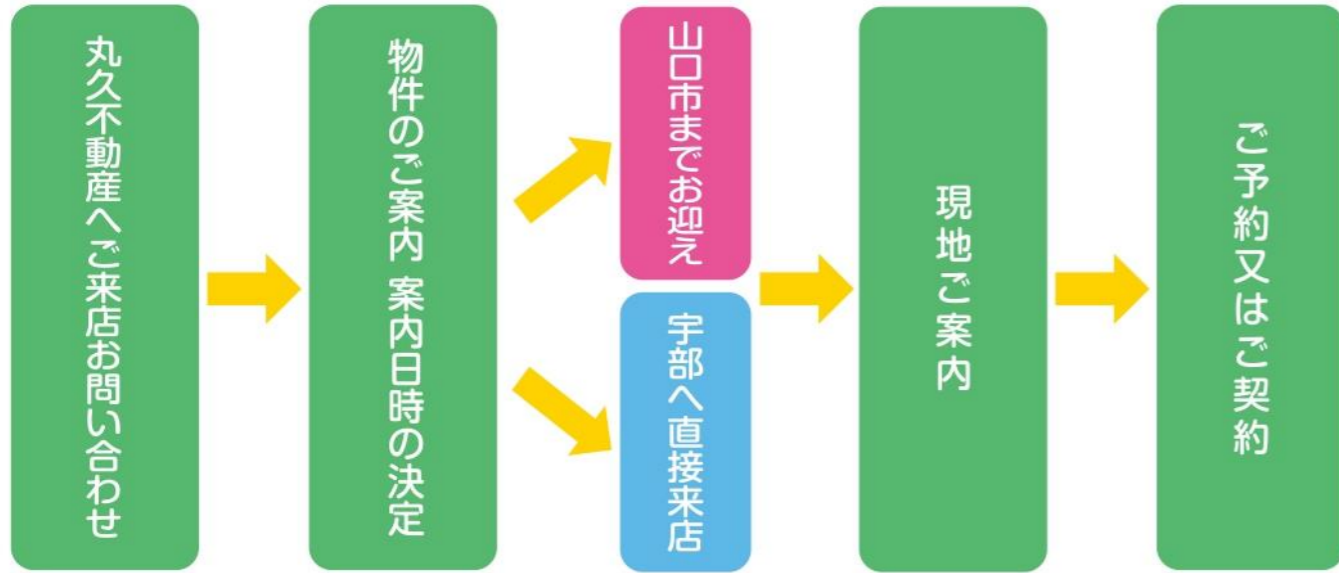 丸久不動産へご来店お問い合わせ
物件のご案内 案内日時の決定
山口市までお迎え
宇部へ直接来店
現地ご案内
ご予約又はご契約